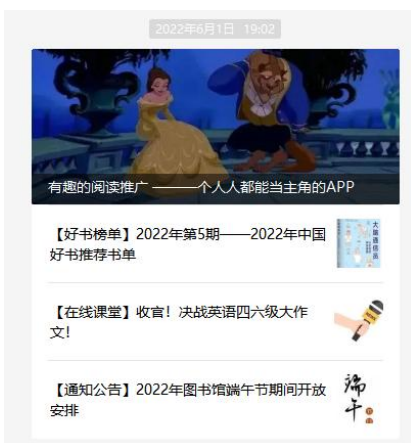 2022年6月1日 19:02
有趣的阅读推广 ———个人人都能当主角的APP
【好书榜单】2022年第5期——2022年中国
好书推荐书单
【在线课堂】收官！决战英语四六级大作
文！
【通知公告】2022年图书馆端午节期间开放
安排
端
午